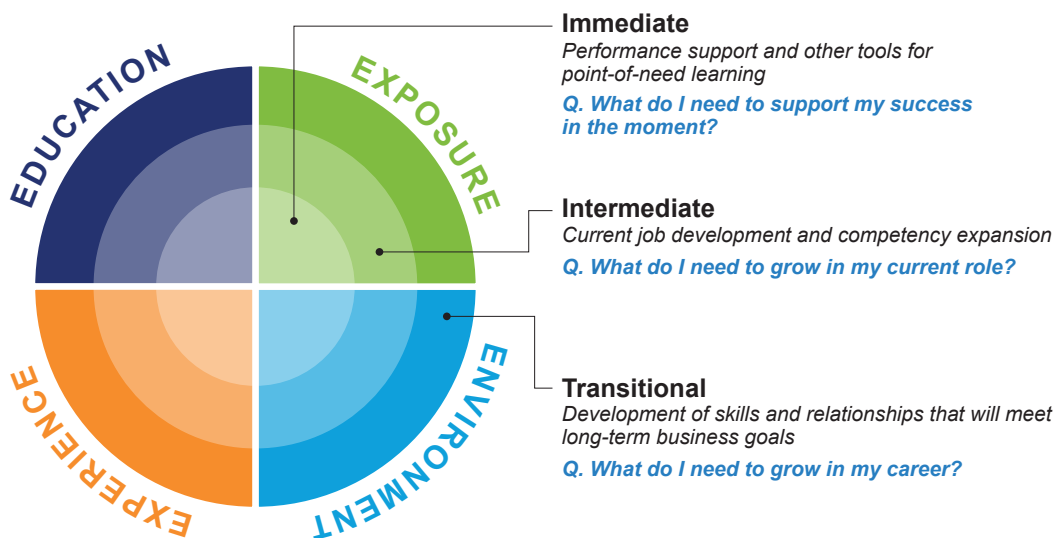 EDUCATION
EXPOSURE
EXPERIENCE
ENVIRONMENT
Immediate
Performance support and other tools for
point-of-need learning
Q. What do I need to support my success
in the moment?
Intermediate
Current job development and competency expansion
Q. What do I need to grow in my current role?
Transitional
Development of skills and relationships that will meet
long-term business goals
Q. What do I need to grow in my career?